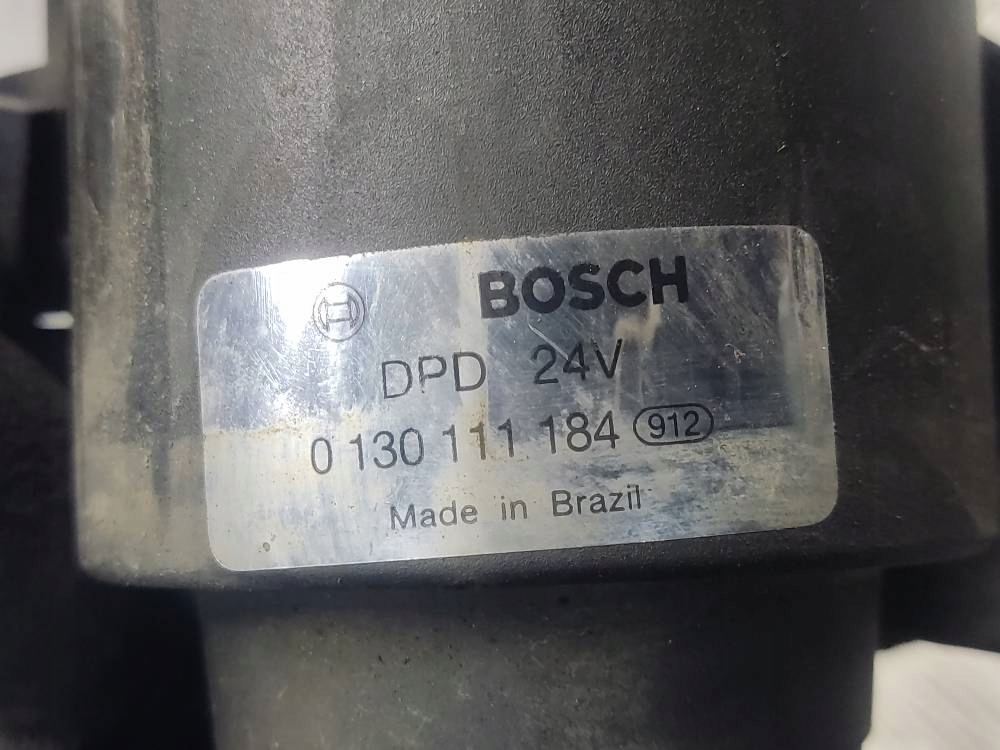 BOSCH
DPD 24V
0 130 111 184 912
Made in Brazil